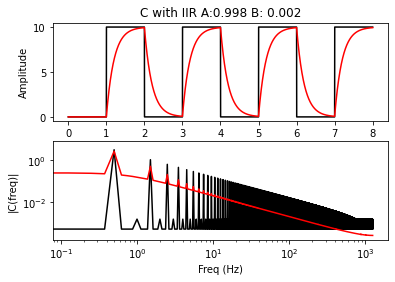 C with IIR A:0.998 B: 0.002
10
5
0
Amplitude
0 1 2 3 4 5 6 7 8
10⁰
10⁻²
|C(freq)|
10⁻¹ 10⁰ 10¹ 10² 10³
Freq (Hz)